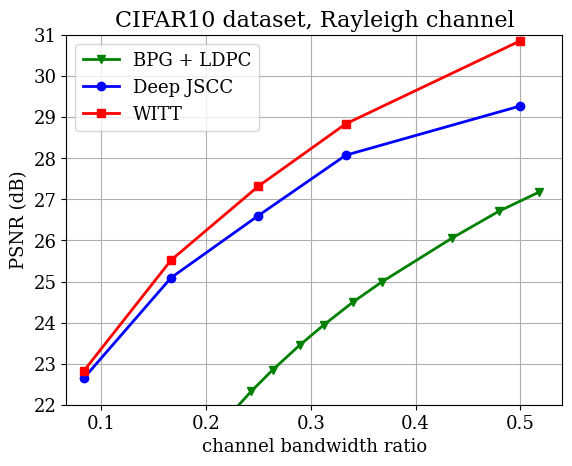 CIFAR10 dataset, Rayleigh channel
BPG + LDPC
Deep JSCC
WITT
PSNR (dB)
31
30
29
28
27
26
25
24
23
22
0.1
0.2
0.3
0.4
0.5
channel bandwidth ratio